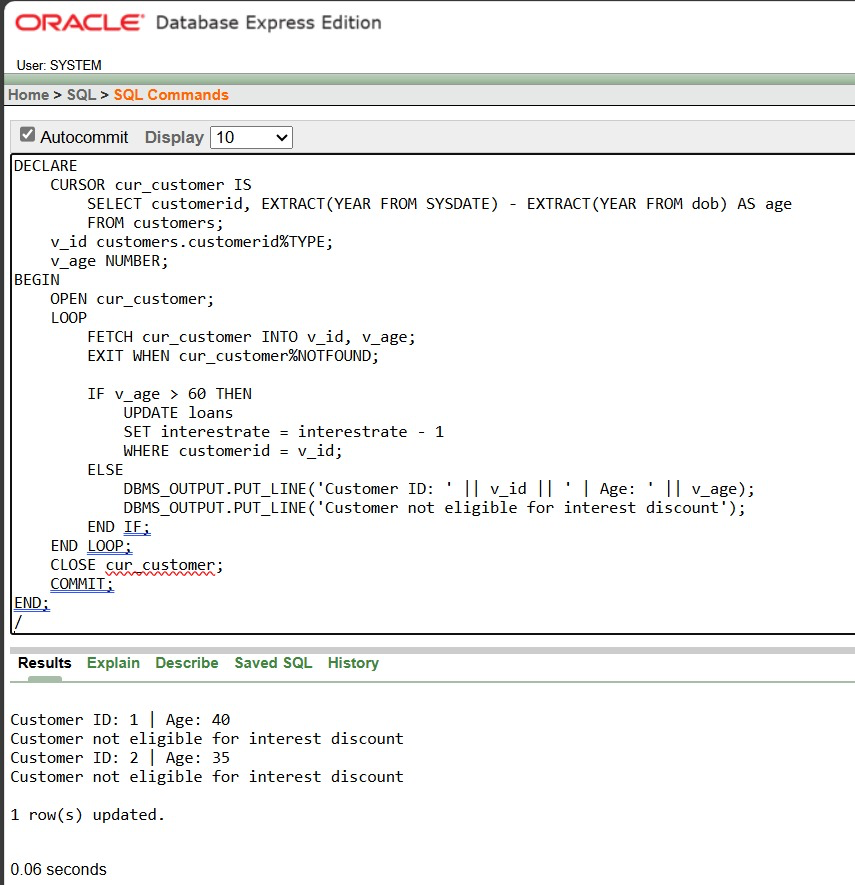 ORACLE® Database Express Edition
User: SYSTEM
Home > SQL > SQL Commands
Autocommit Display 10
DECLARE
    CURSOR cur_customer IS
        SELECT customerid, EXTRACT(YEAR FROM SYSDATE) - EXTRACT(YEAR FROM dob) AS age
        FROM customers;
    v_id customers.customerid%TYPE;
    v_age NUMBER;
BEGIN
    OPEN cur_customer;
    LOOP
        FETCH cur_customer INTO v_id, v_age;
        EXIT WHEN cur_customer%NOTFOUND;
        IF v_age > 60 THEN
            UPDATE loans
            SET interestrate = interestrate - 1
            WHERE customerid = v_id;
        ELSE
            DBMS_OUTPUT.PUT_LINE('Customer ID: ' || v_id || ' | Age: ' || v_age);
            DBMS_OUTPUT.PUT_LINE('Customer not eligible for interest discount');
        END IF;
    END LOOP;
    CLOSE cur_customer;
    COMMIT;
END;
/
Results Explain Describe Saved SQL History
Customer ID: 1 | Age: 40
Customer not eligible for interest discount
Customer ID: 2 | Age: 35
Customer not eligible for interest discount
1 row(s) updated.
0.06 seconds